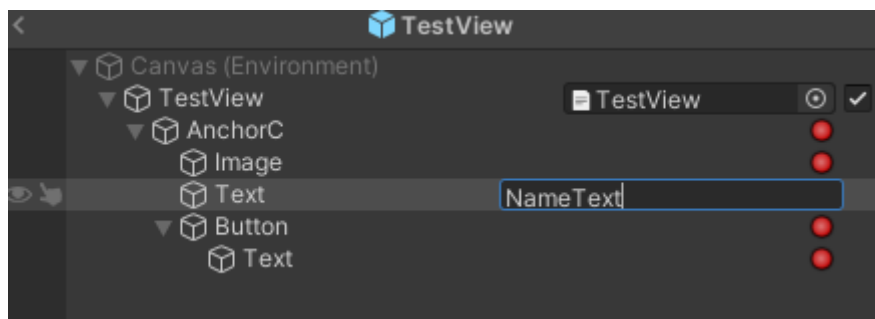 TestView
Canvas (Environment)
TestView TestView
AnchorC
Image
Text NameText
Button
Text